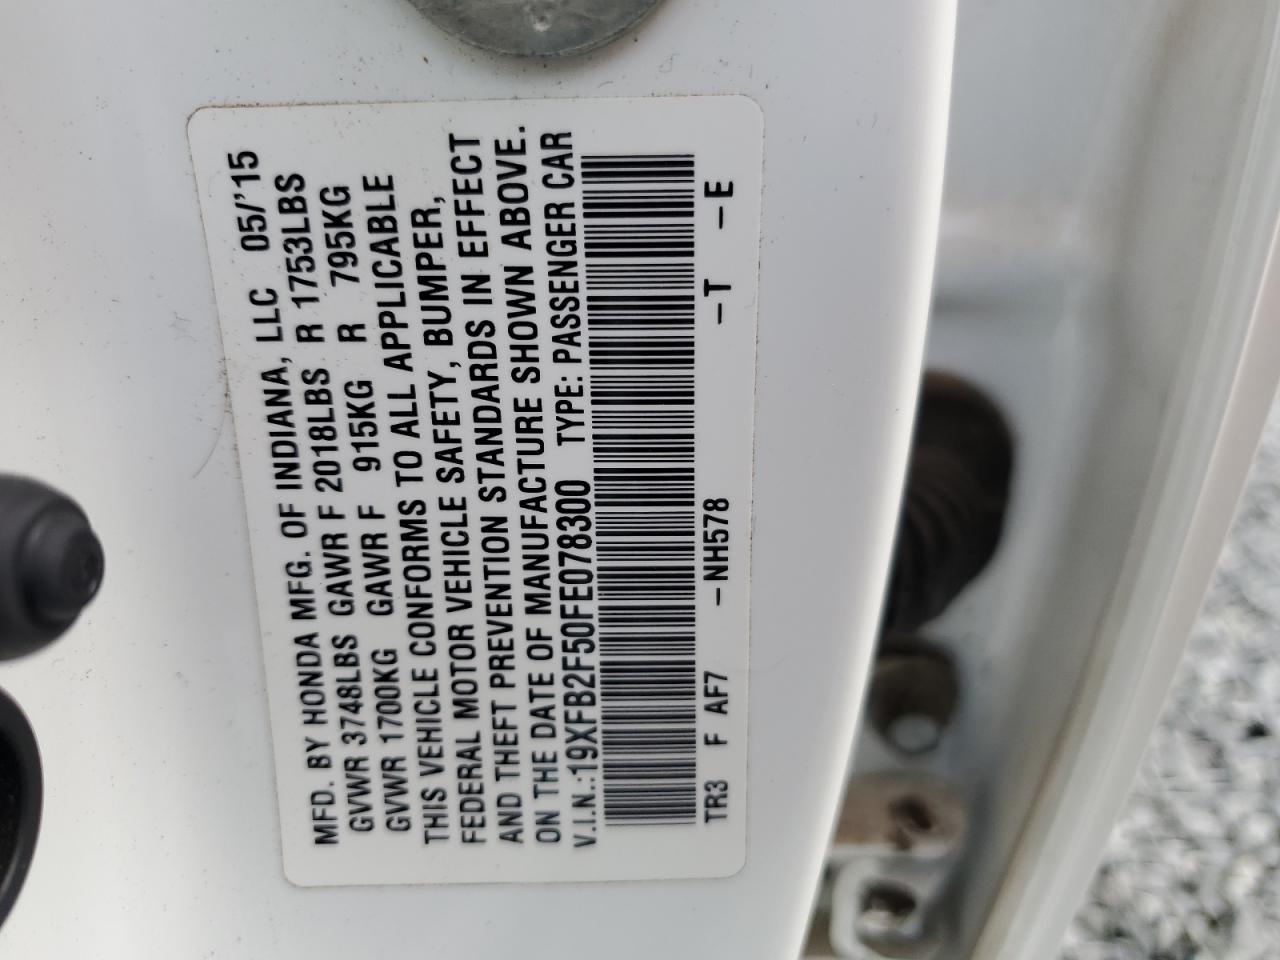 MFD. BY HONDA MFG. OF INDIANA, LLC 05/'15
GVWR 3748LBS GAWR F 2018LBS R 1753LBS
GVWR 1700KG GAWR F 915KG R 795KG
THIS VEHICLE CONFORMS TO ALL APPLICABLE
FEDERAL MOTOR VEHICLE SAFETY, BUMPER,
AND THEFT PREVENTION STANDARDS IN EFFECT
ON THE DATE OF MANUFACTURE SHOWN ABOVE.
V.I.N.:19XFB2F50FE078300 TYPE: PASSENGER CAR
TR3 F AF7 –NH578 –T –E